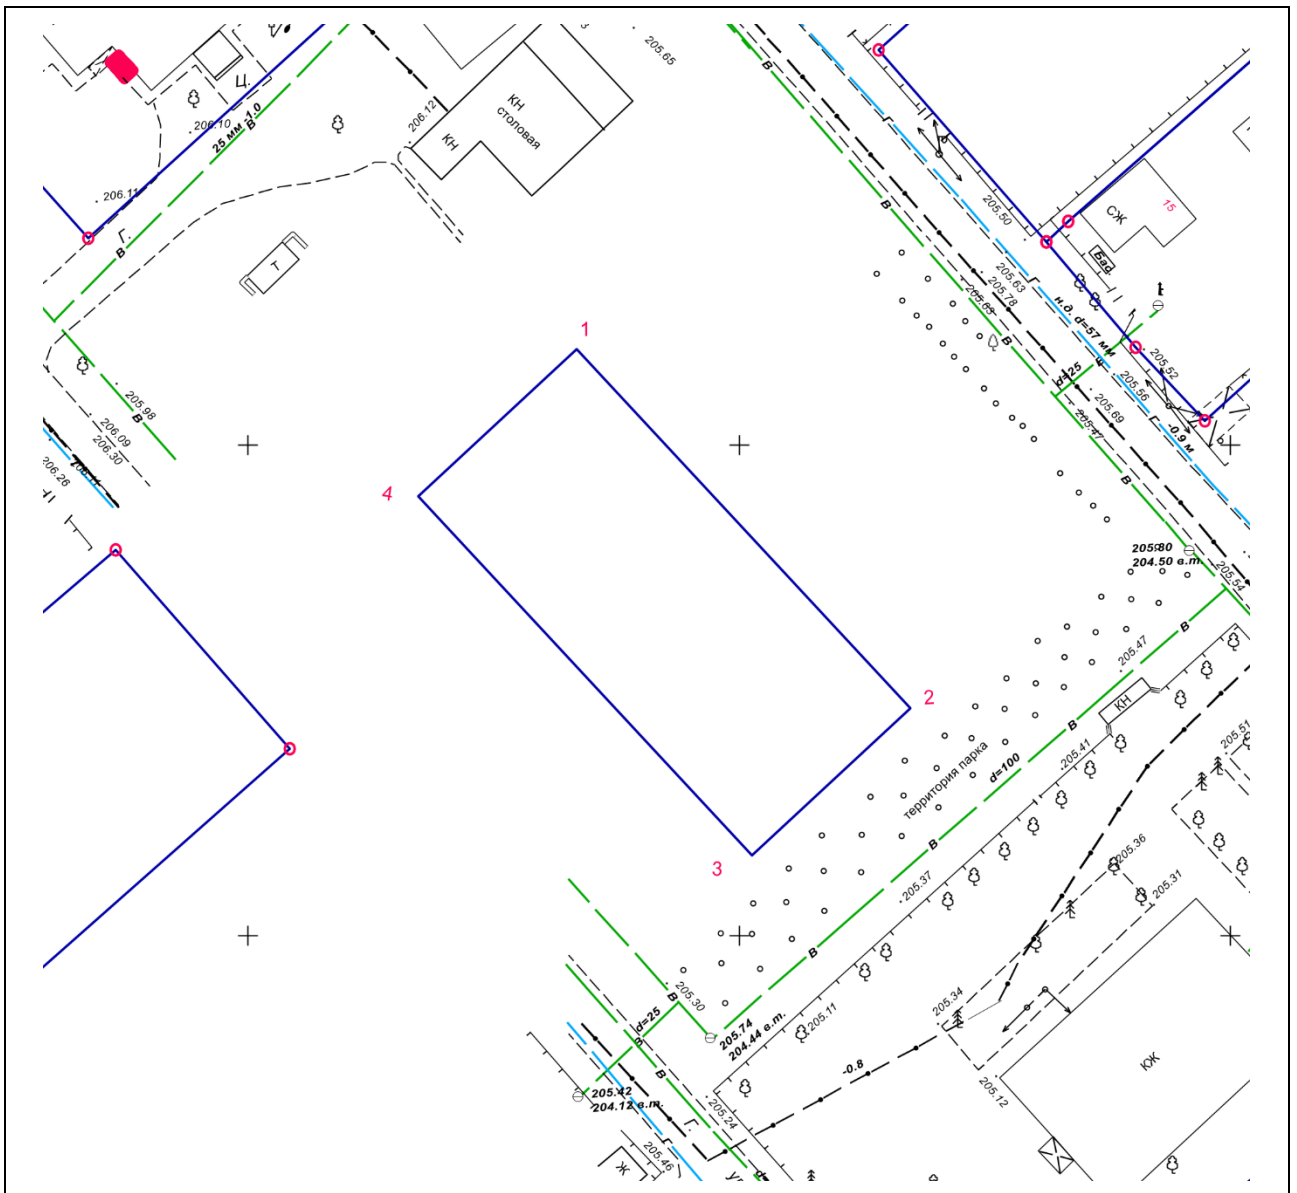 205.65
Ц.
206.10
25 мм -1.0
В
206.12
КН
КН
столовая
206.11
Г.
В
Т
В
Г
В
205.50
СЖ
15
Бас
205.63
205.78
205.63
Г
н.д. d=57 мм
В
205.52
d=25
в
205.56
205.69
205.47
-0.9 м
1
205.98
В
206.09
206.30
206.26
4
В
205.80
204.50 в.т.
205.54
В
205.47
2
КН
В
205.51
территория парка
d=100
205.41
В
3
205.36
205.31
205.37
В
205.30
В
d=25
В
205.74
204.44 в.т.
205.11
205.34
-0.8
КЖ
В
205.42
204.12 в.т.
205.12
205.24
Г.
Г
205.46
Ж